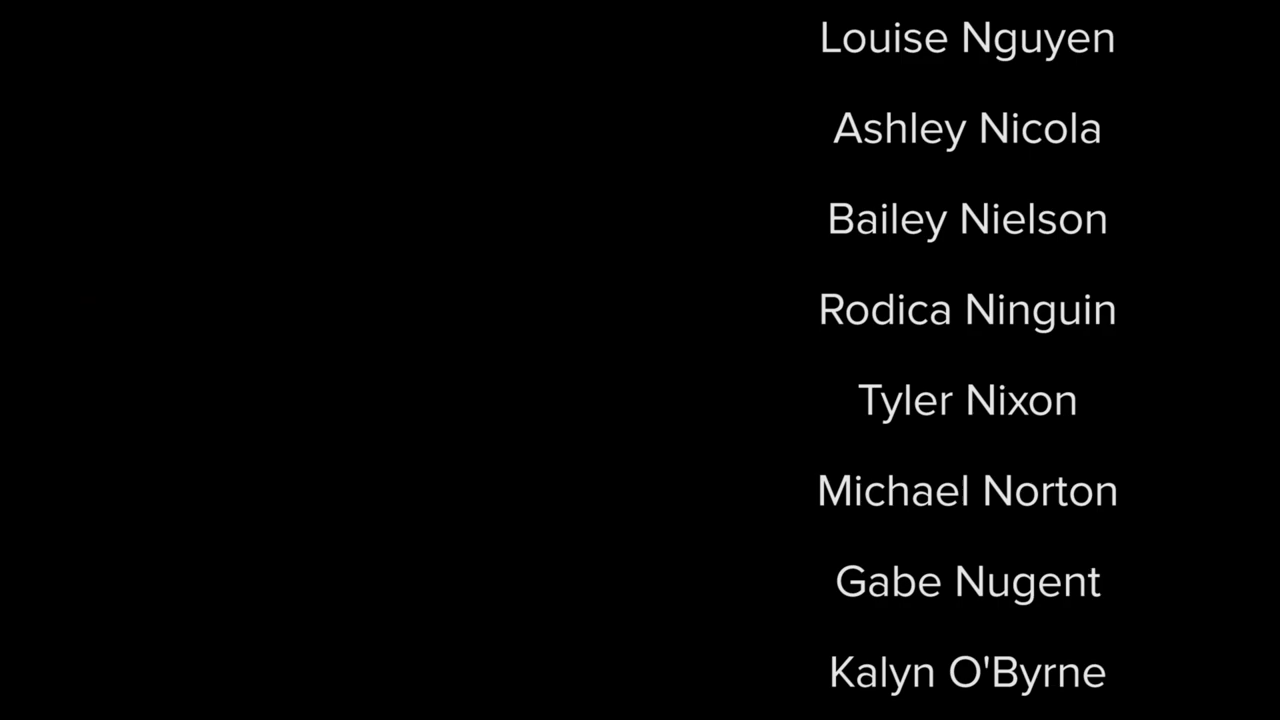 Louise Nguyen
Ashley Nicola
Bailey Nielson
Rodica Ninguin
Tyler Nixon
Michael Norton
Gabe Nugent
Kalyn O'Byrne